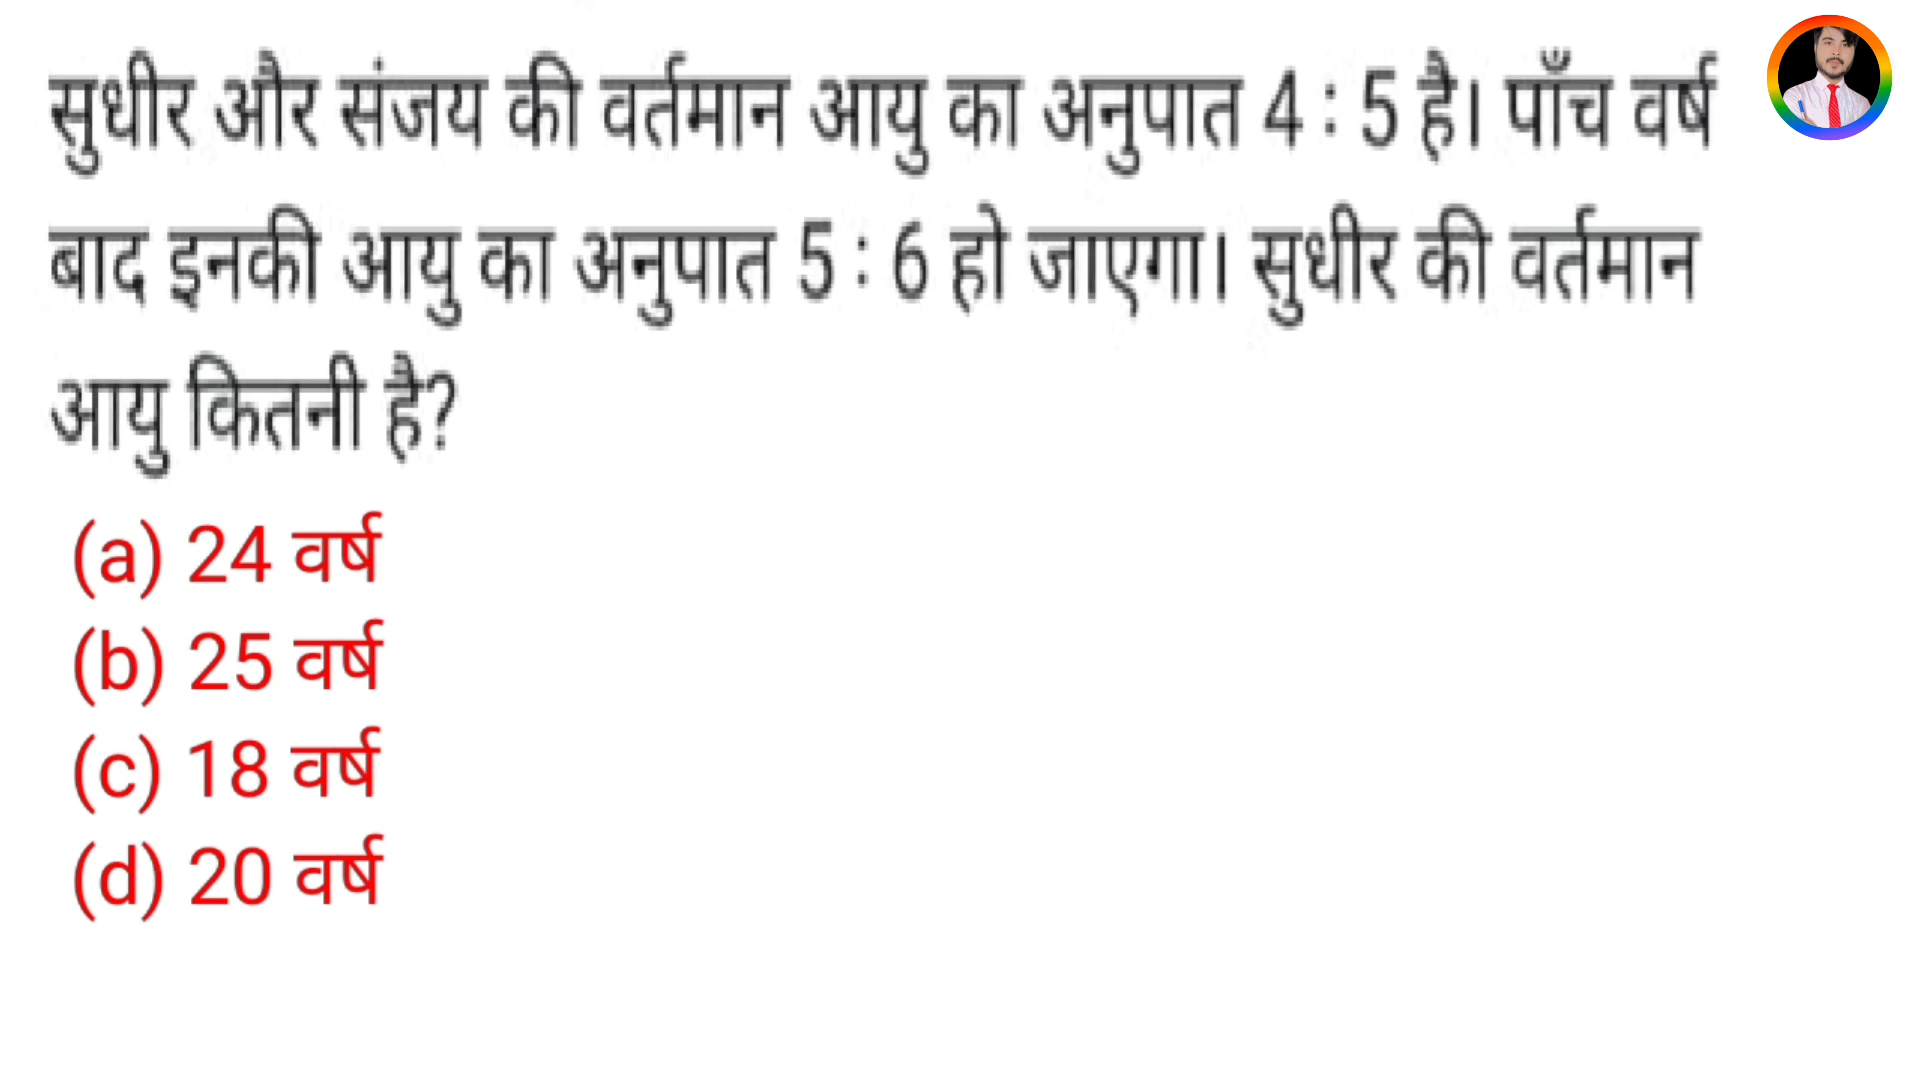 सुधीर और संजय की वर्तमान आयु का अनुपात 4 : 5 है। पाँच वर्ष
बाद इनकी आयु का अनुपात 5 : 6 हो जाएगा। सुधीर की वर्तमान
आयु कितनी है?
(a) 24 वर्ष
(b) 25 वर्ष
(c) 18 वर्ष
(d) 20 वर्ष